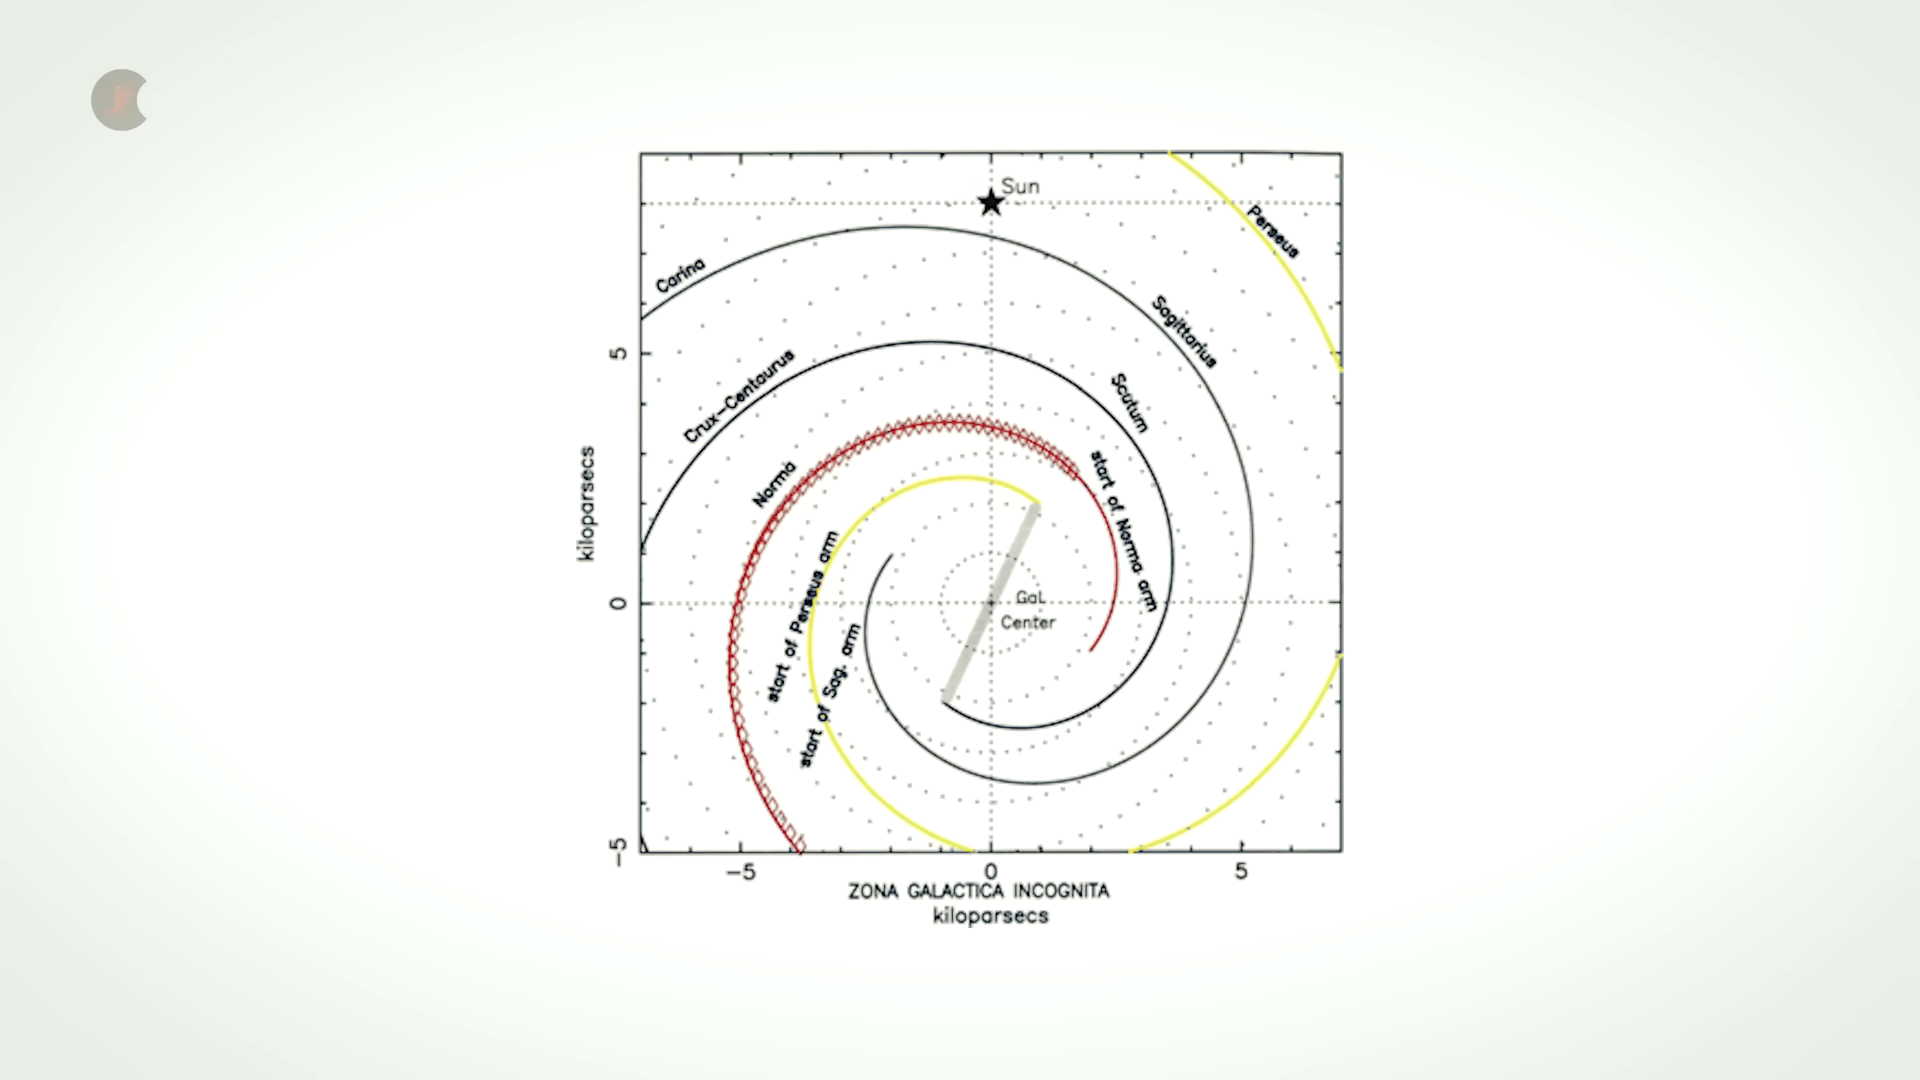 Sun
Perseus
Carina
Sagittarius
5
Crux-Centaurus
Scutum
Norma
start of Norma arm
kiloparsecs
start of Perseus arm
Gal.
Center
0
start of Sag. arm
-5
-5
0
5
ZONA GALACTICA INCOGNITA
kiloparsecs